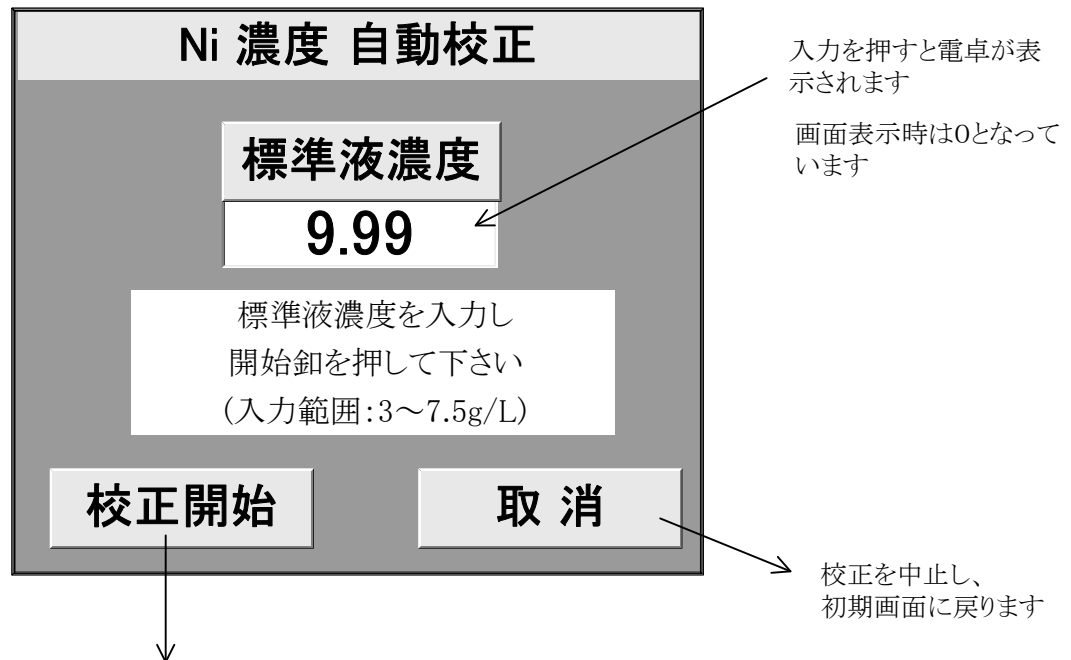 Ni 濃度 自動校正
入力を押すと電卓が表
示されます
画面表示時は0となって
います
標準液濃度
9.99
標準液濃度を入力し
開始釦を押して下さい
(入力範囲:3～7.5g/L)
校正開始
取 消
校正を中止し、
初期画面に戻ります